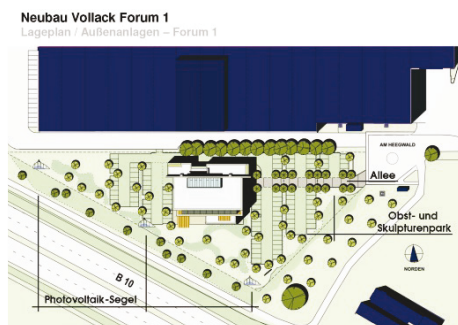 Neubau Vollack Forum 1
Lageplan / Außenanlagen – Forum 1
AM HEEGWALD
Allee
Obst- und
Skulpturenpark
NORDEN
B 10
Photovoltaik-Segel